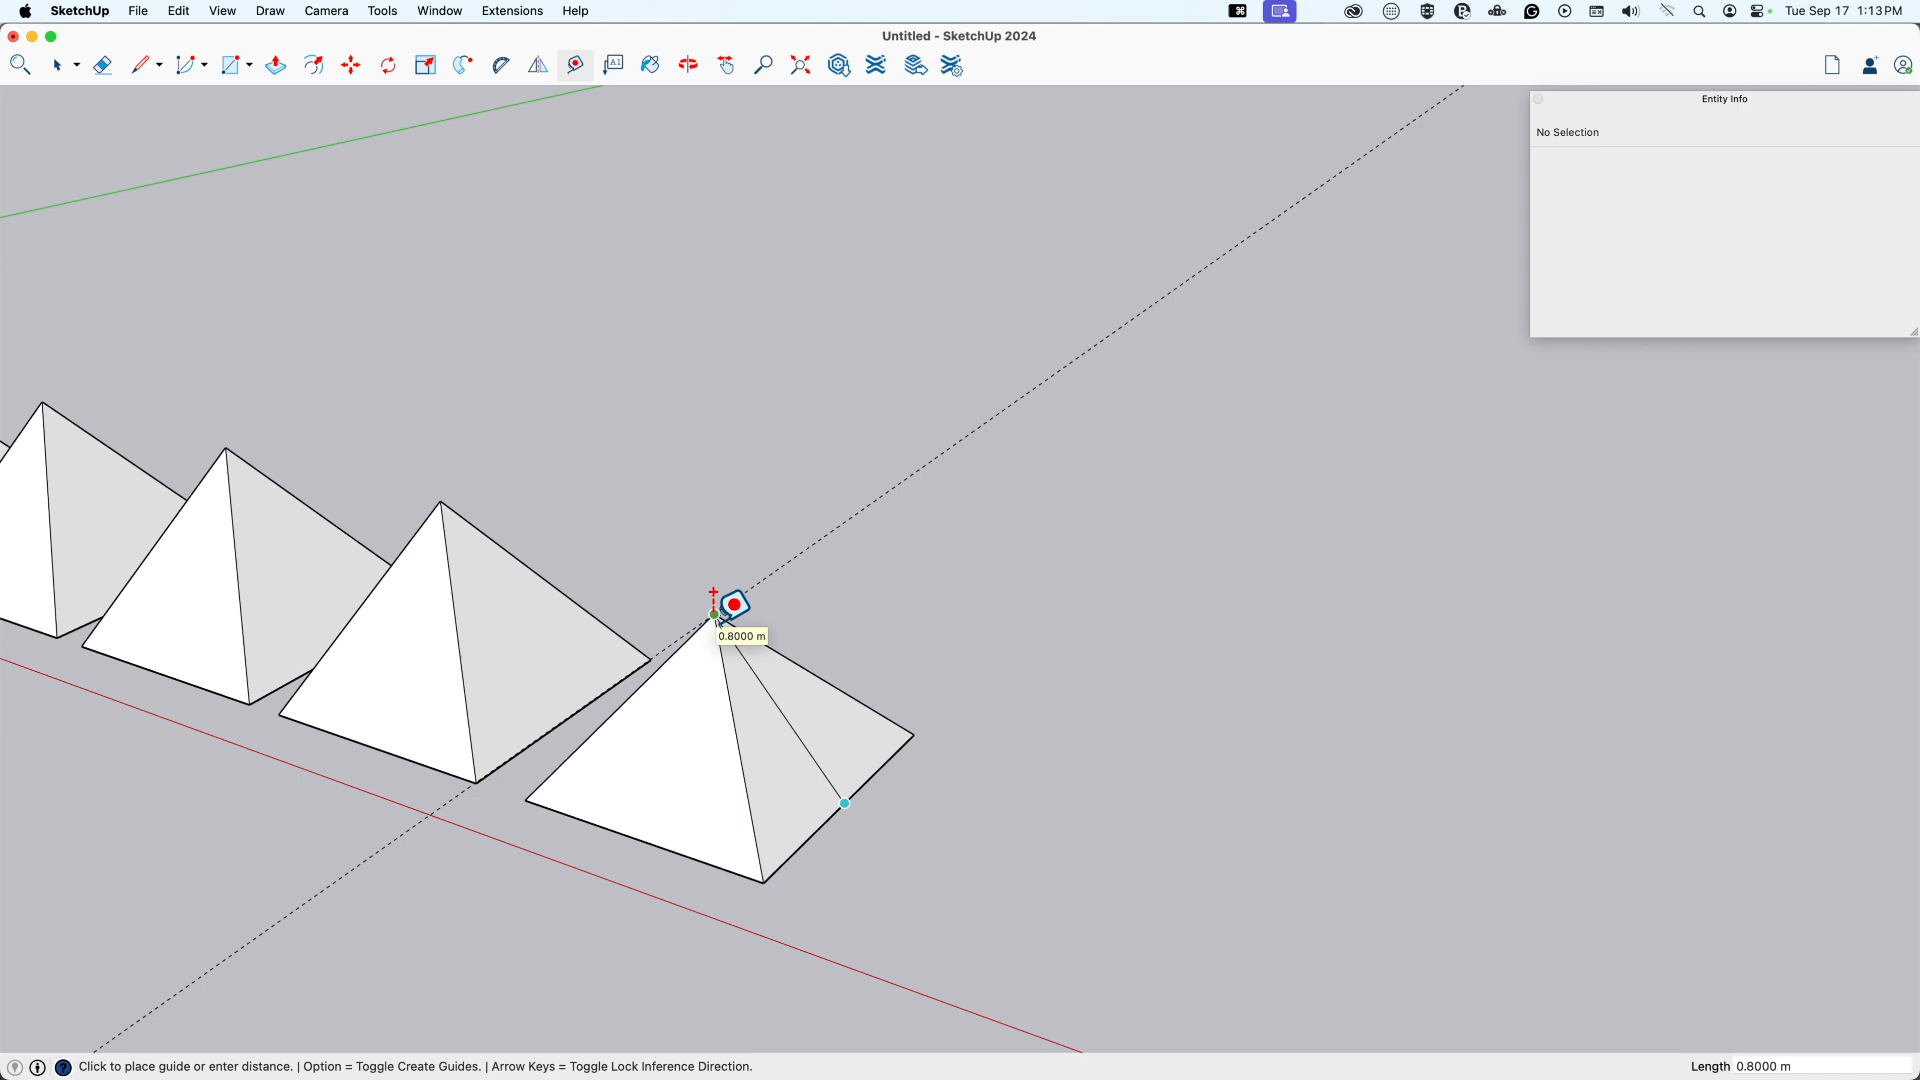 SketchUp File Edit View Draw Camera Tools Window Extensions Help Tue Sep 17 1:13 PM
Untitled - SketchUp 2024
Entity Info
No Selection
0.8000 m
Click to place guide or enter distance. | Option = Toggle Create Guides. | Arrow Keys = Toggle Lock Inference Direction. Length 0.8000 m